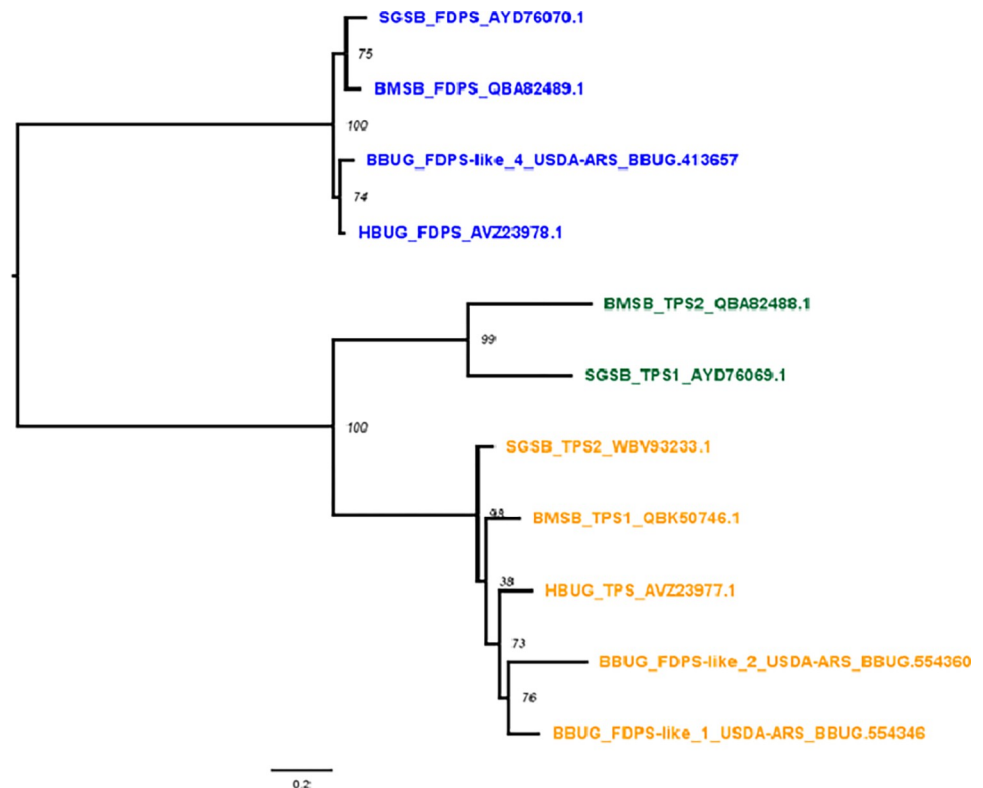 SGSB_FDPS_AYD76070.1
75
BMSB_FDPS_QBA82489.1
100
BBUG_FDPS-like_4_USDA-ARS_BBUG.413657
74
HBUG_FDPS_AVZ23978.1
BMSB_TPS2_QBA82488.1
99
SGSB_TPS1_AYD76069.1
100
SGSB_TPS2_WBV93233.1
BMSB_TPS1_QBK50746.1
38
HBUG_TPS_AVZ23977.1
73
BBUG_FDPS-like_2_USDA-ARS_BBUG.554360
76
BBUG_FDPS-like_1_USDA-ARS_BBUG.554346
0.2